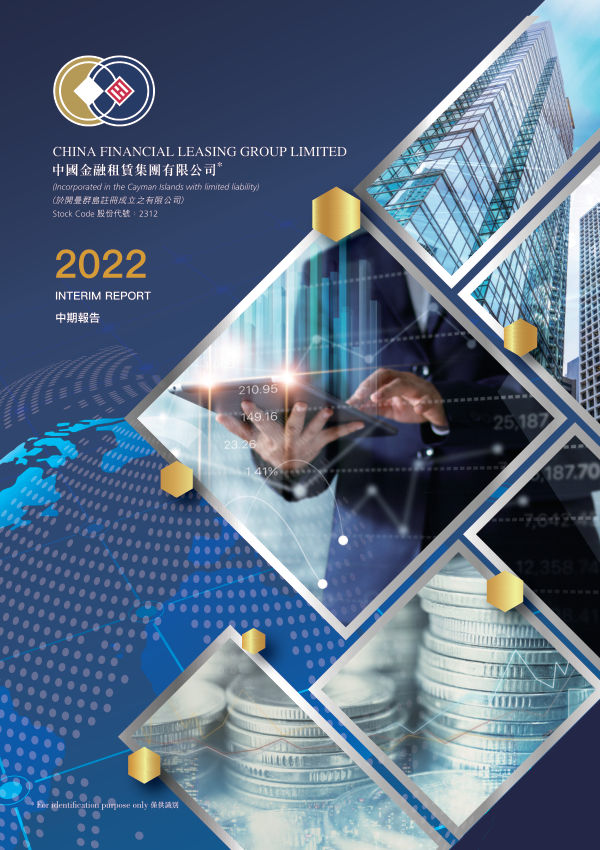 CHINA FINANCIAL LEASING GROUP LIMITED
中國金融租賃集團有限公司*
(Incorporated in the Cayman Islands with limited liability)
(於開曼群島註冊成立之有限公司)
Stock Code 股份代號：2312
2022
INTERIM REPORT
中期報告
210.95
149.16
23.26
1.41%
25,187
12,358.74
* For identification purpose only 僅供識別